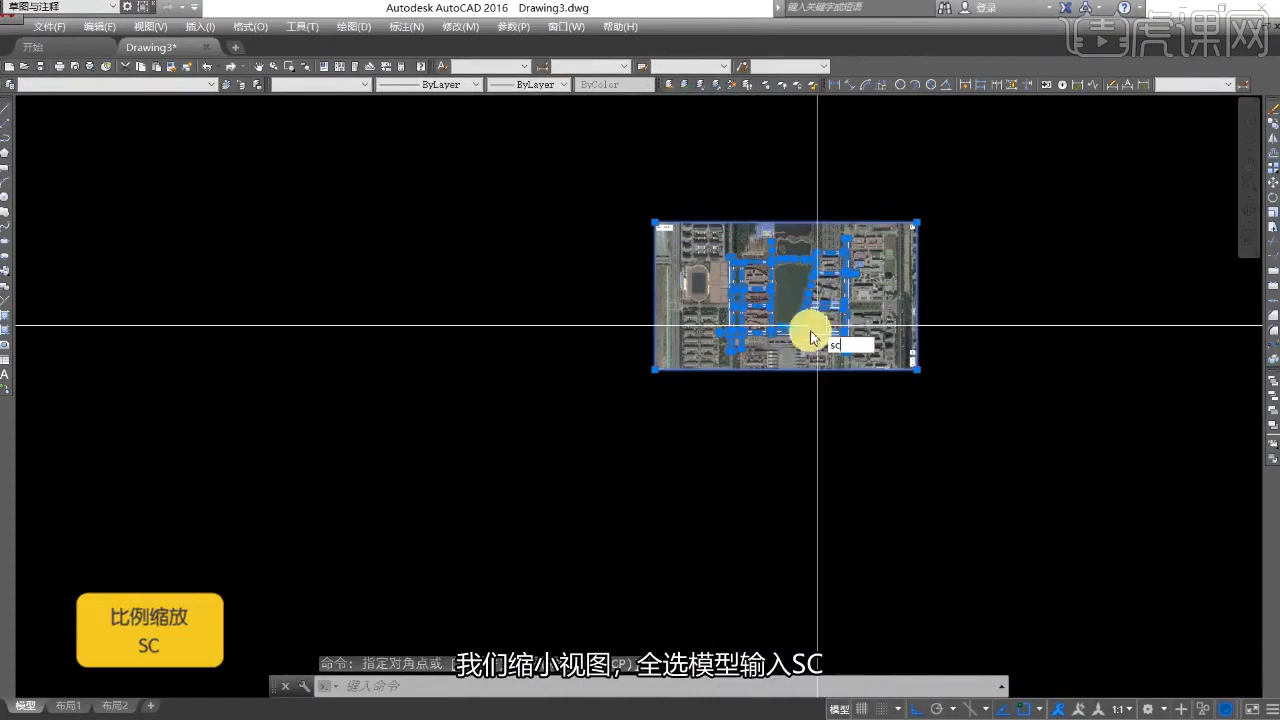 草图与注释
Autodesk AutoCAD 2016 Drawing3.dwg
键入关键字或短语
登录
虎课网
文件(F) 编辑(E) 视图(V) 插入(I) 格式(O) 工具(T) 绘图(D) 标注(N) 修改(M) 参数(P) 窗口(W) 帮助(H)
开始
Drawing3*
ByLayer
ByLayer
ByColor
SC
比例缩放
SC
命令: 指定对角点或
CP)
我们缩小视图，全选模型输入SC
键入命令
模型 布局1 布局2
模型
1:1